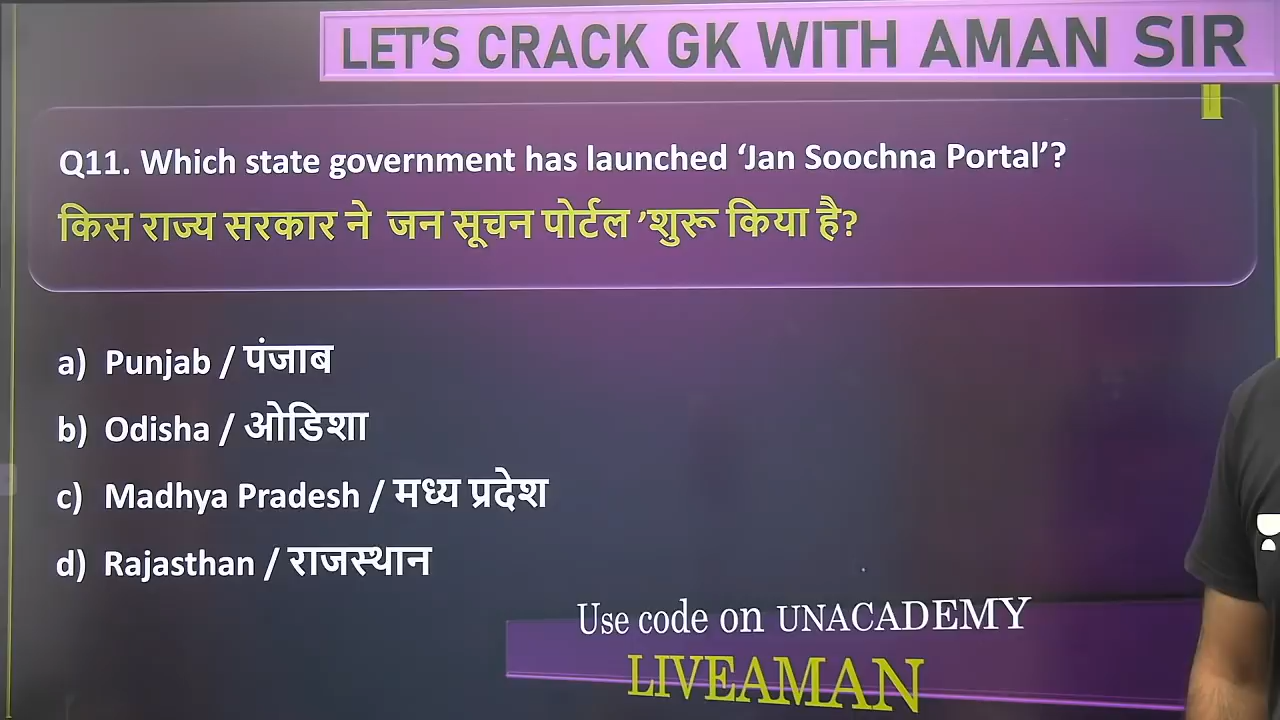 LET'S CRACK GK WITH AMAN SIR
Q11. Which state government has launched ‘Jan Soochna Portal’?
किस राज्य सरकार ने जन सूचन पोर्टल ’शुरू किया है?
a) Punjab / पंजाब
b) Odisha / ओडिशा
c) Madhya Pradesh / मध्य प्रदेश
d) Rajasthan / राजस्थान
Use code on UNACADEMY
LIVEAMAN